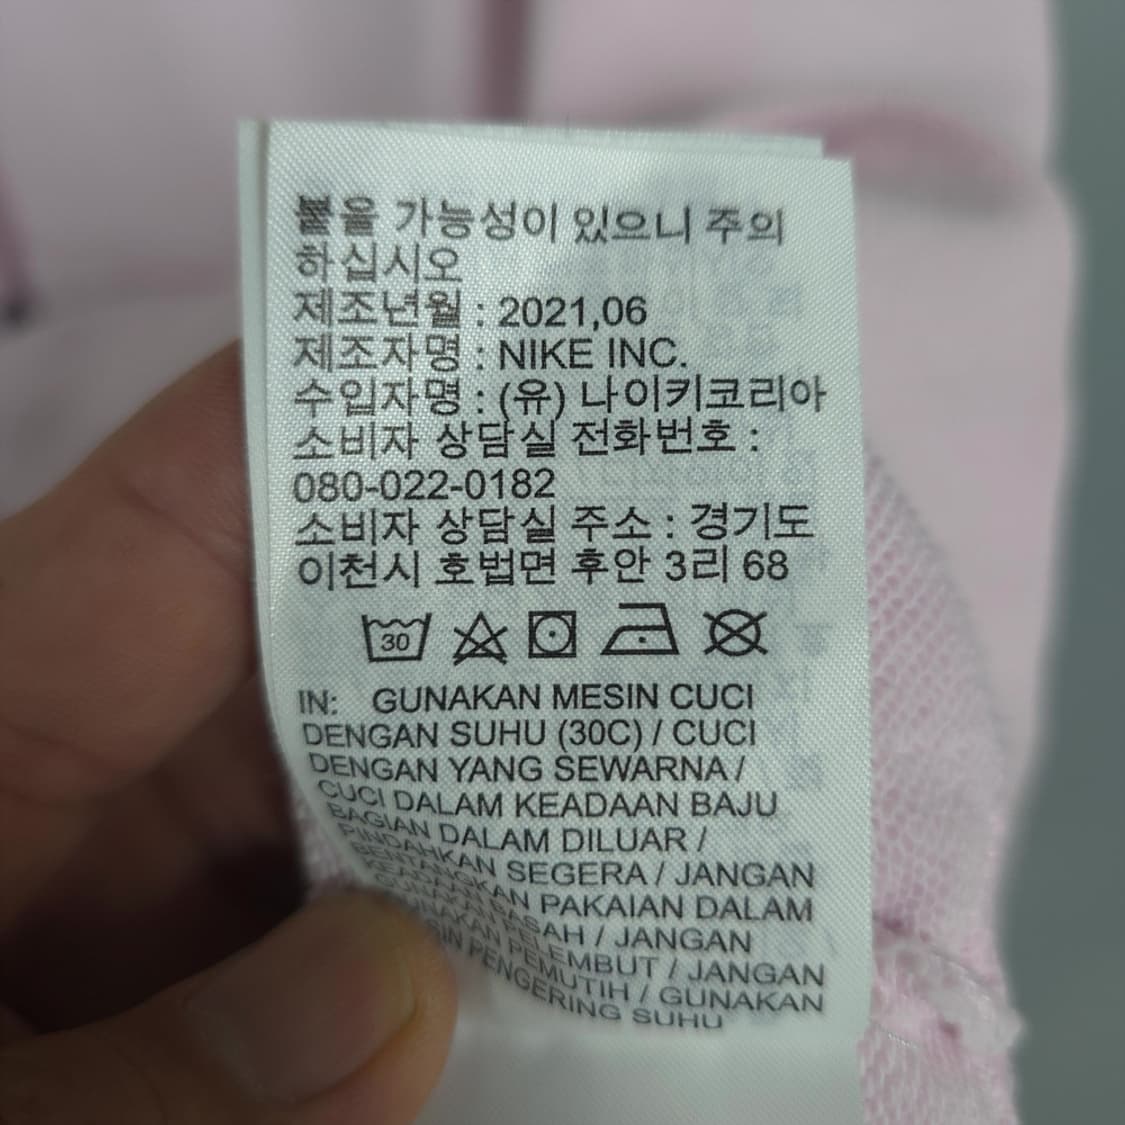 붙을 가능성이 있으니 주의
하십시오
제조년월 : 2021,06
제조자명 : NIKE INC.
수입자명 : (유) 나이키코리아
소비자 상담실 전화번호 :
080-022-0182
소비자 상담실 주소 : 경기도
이천시 호법면 후안 3리 68
30
IN: GUNAKAN MESIN CUCI
DENGAN SUHU (30C) / CUCI
DENGAN YANG SEWARNA /
CUCI DALAM KEADAAN BAJU
BAGIAN DALAM DILUAR /
PINDAHKAN SEGERA / JANGAN
BENTANGKAN PAKAIAN DALAM
KEADAAN BASAH / JANGAN
GUNAKAN PELEMBUT / JANGAN
GUNAKAN PEMUTIH / GUNAKAN
MESIN PENGERING SUHU